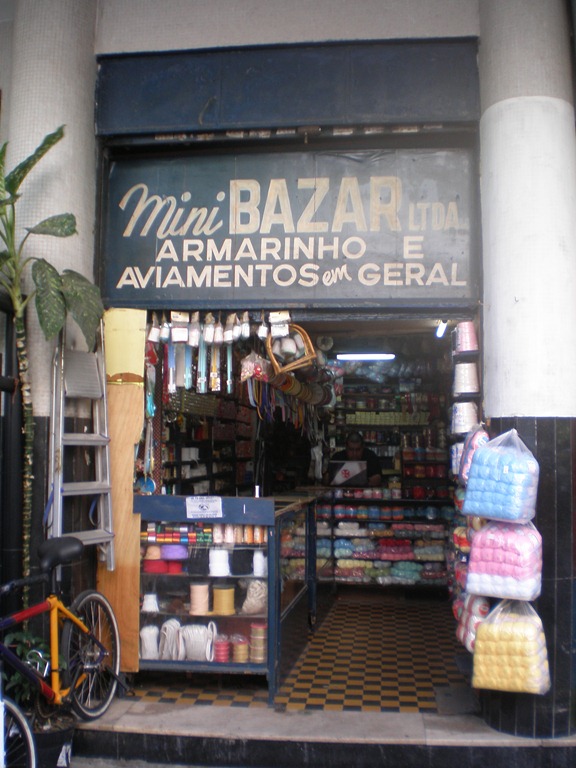 Mini BAZAR LTDA
ARMARINHO E
AVIAMENTOS em GERAL